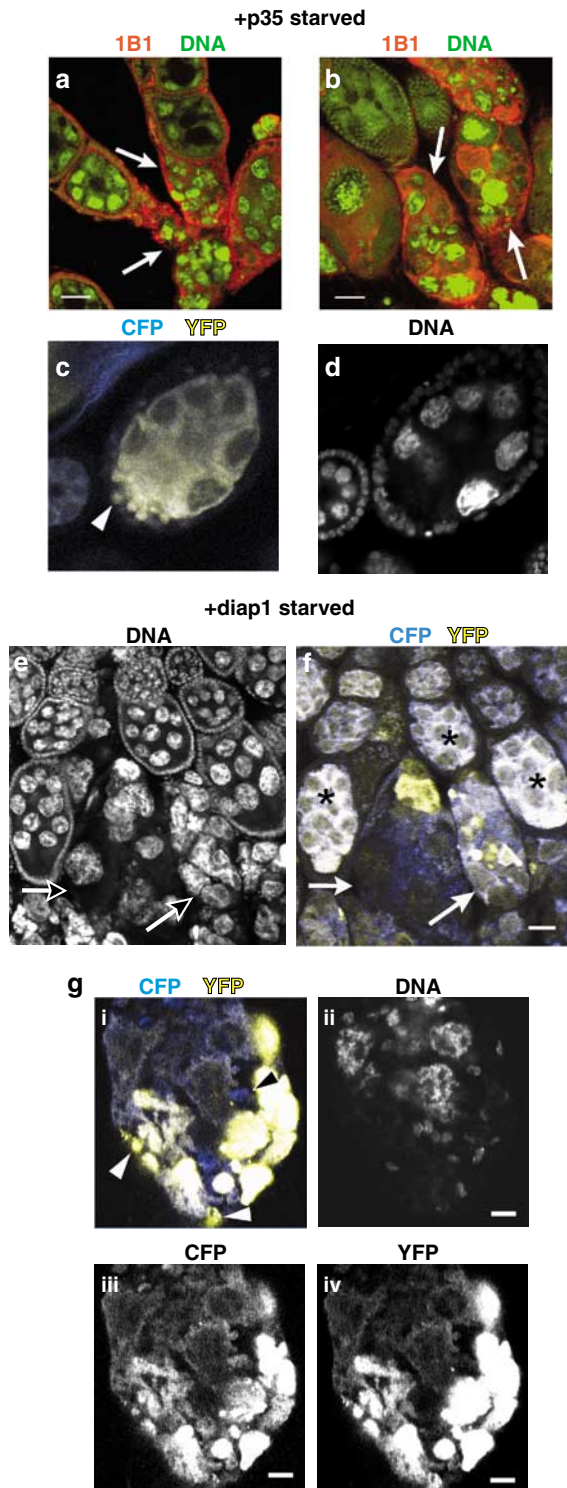 +p35 starved
1B1 DNA 1B1 DNA
a b
CFP YFP DNA
c d
+diap1 starved
DNA CFP YFP
e f
* * *
g CFP YFP DNA
i ii
CFP YFP
iii iv